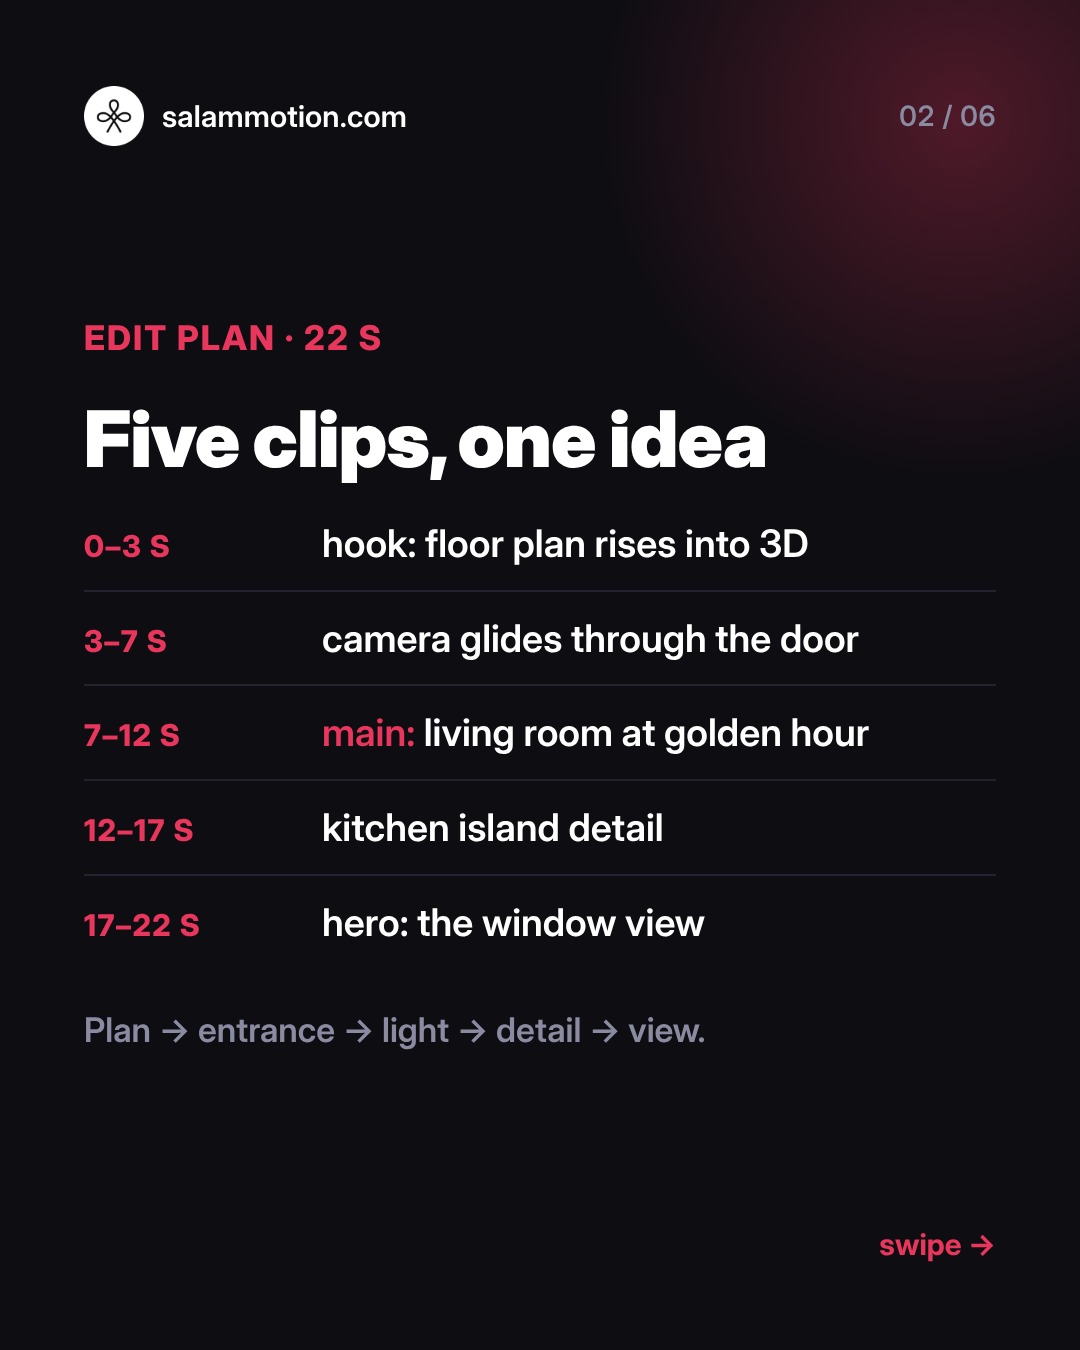 salammotion.com
02 / 06
EDIT PLAN · 22 S
Five clips, one idea
0–3 S hook: floor plan rises into 3D
3–7 S camera glides through the door
7–12 S main: living room at golden hour
12–17 S kitchen island detail
17–22 S hero: the window view
Plan → entrance → light → detail → view.
swipe →